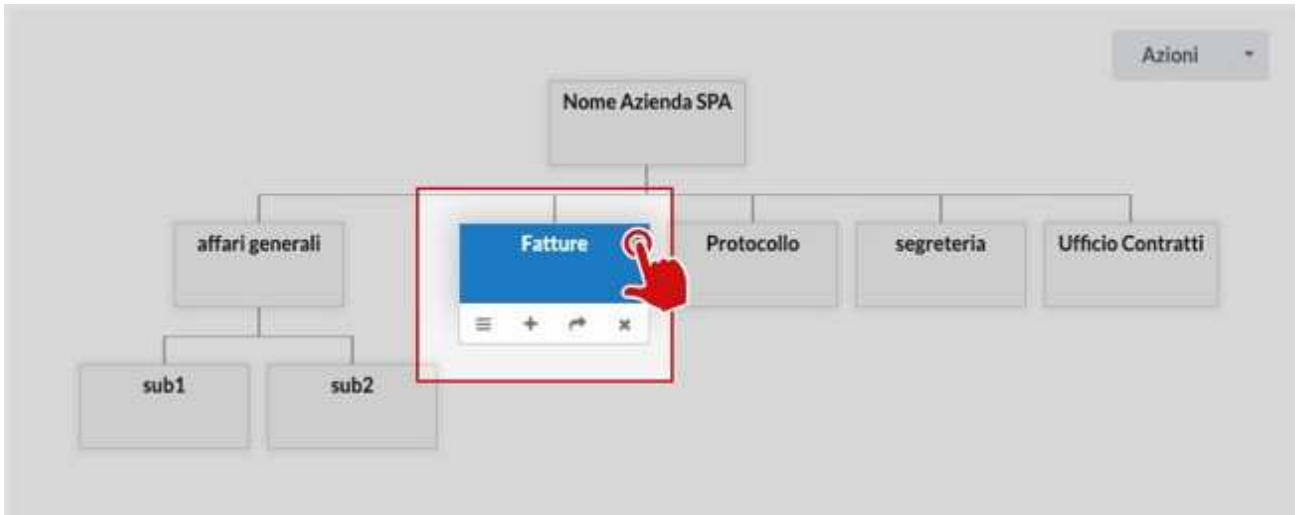 Azioni
Nome Azienda SPA
affari generali
Fatture
Protocollo
segreteria
Ufficio Contratti
sub1
sub2